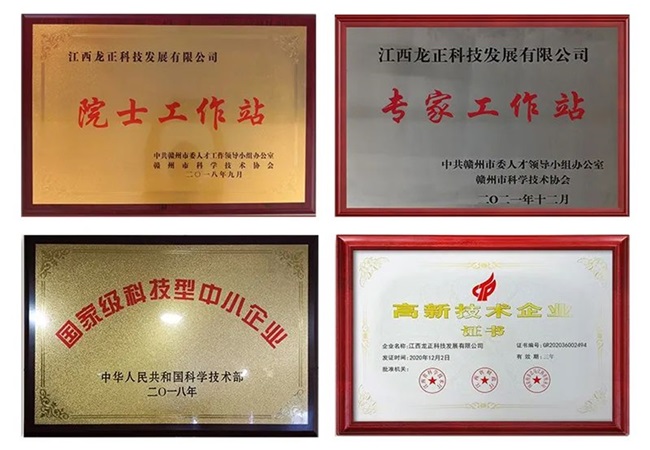 江西龙正科技发展有限公司
院士工作站
中共赣州市委人才工作领导小组办公室
赣州市科学技术协会
二〇一八年九月
江西龙正科技发展有限公司
专家工作站
中共赣州市委人才领导小组办公室
赣州市科学技术协会
二〇二一年十二月
国家级科技型中小企业
中华人民共和国科学技术部
二〇一八年
高新技术企业
证书
企业名称:江西龙正科技发展有限公司 证书编号:GR202036002494
发证时间:2020年12月2日 有效期:三年
批准机关: